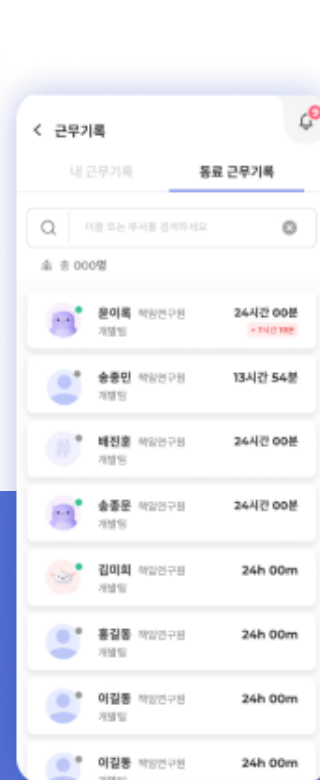 9
근무기록
내 근무기록 동료 근무기록
이름 또는 부서를 검색하세요
총 000명
윤이록 책임연구원 24시간 00분
개발팀
송중민 책임연구원 13시간 54분
개발팀
# 배진훈 책임연구원 24시간 00분
개발팀
송종문 책임연구원 24시간 00분
개발팀
김미희 책임연구원 24h 00m
개발팀
홍길동 책임연구원 24h 00m
개발팀
이길동 책임연구원 24h 00m
개발팀
이길동 책임연구원 24h 00m
개발팀